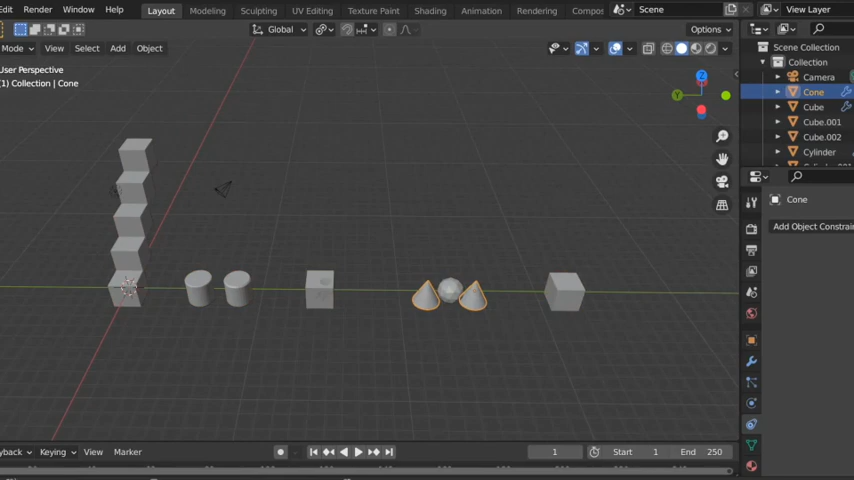 Edit Render Window Help Layout Modeling Sculpting UV Editing Texture Paint Shading Animation Rendering Compos Scene View Layer
Global Options
Mode View Select Add Object
User Perspective
(1) Collection | Cone
Scene Collection
Collection
Camera
Cone
Cube
Cube.001
Cube.002
Cylinder
Z
Y
Cone
Add Object Constrai
yback Keying View Marker 1 Start 1 End 250